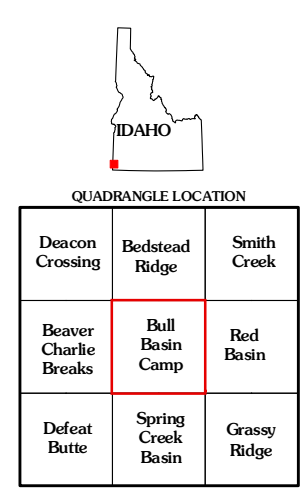 IDAHO
QUADRANGLE LOCATION
Deacon
Crossing
Bedstead
Ridge
Smith
Creek
Beaver
Charlie
Breaks
Bull
Basin
Camp
Red
Basin
Defeat
Butte
Spring
Creek
Basin
Grassy
Ridge